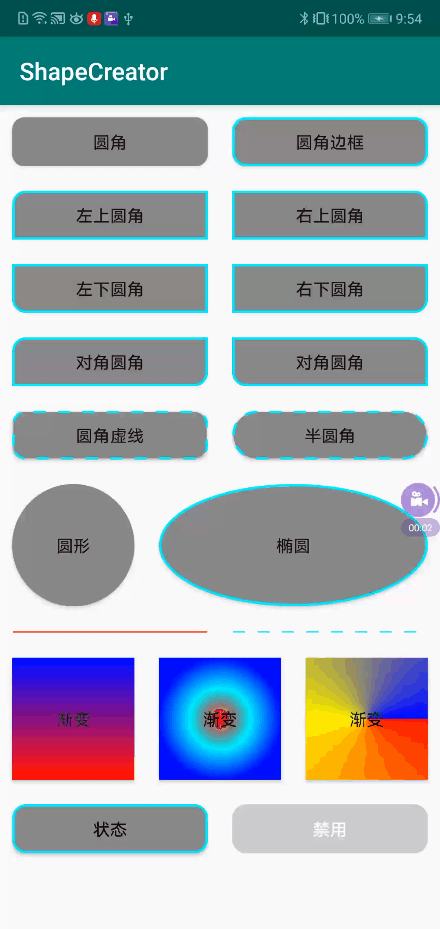 100% 9:54
ShapeCreator
圆角 圆角边框
左上圆角 右上圆角
左下圆角 右下圆角
对角圆角 对角圆角
圆角虚线 半圆角
圆形 椭圆
00:02
渐变 渐变 渐变
状态 禁用